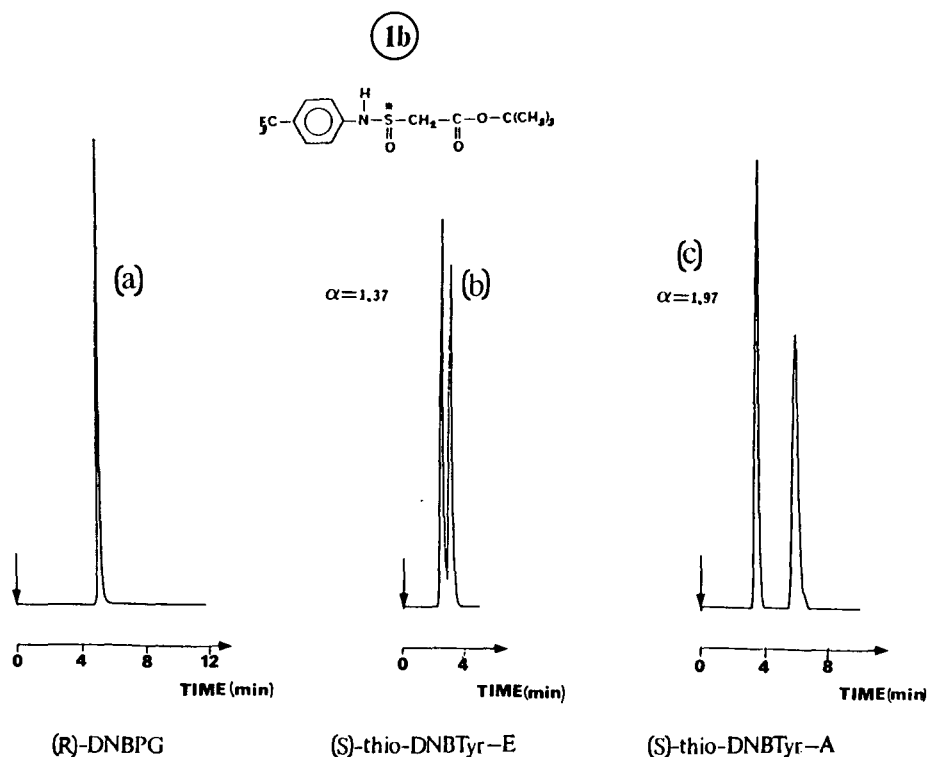 1b
H
F₃C N—S—CH₂—C—O—C(CH₃)₃
*
O O
(a)
α=1,37
(b)
(c)
α=1,97
0 4 8 12
TIME(min)
0 4
TIME(min)
0 4 8
TIME(min)
(R)-DNBPG
(S)-thio-DNBTyr-E
(S)-thio-DNBTyr-A